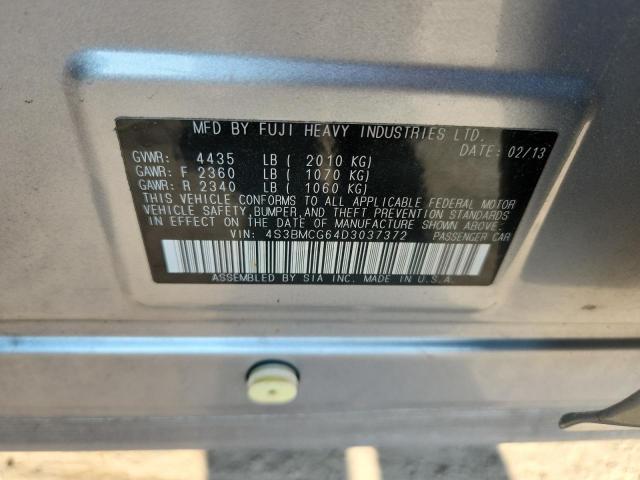 MFD BY FUJI HEAVY INDUSTRIES LTD.
DATE: 02/13
GVWR: 4435 LB ( 2010 KG)
GAWR: F 2360 LB ( 1070 KG)
GAWR: R 2340 LB ( 1060 KG)
THIS VEHICLE CONFORMS TO ALL APPLICABLE FEDERAL MOTOR
VEHICLE SAFETY, BUMPER, AND THEFT PREVENTION STANDARDS
IN EFFECT ON THE DATE OF MANUFACTURE SHOWN ABOVE.
VIN: 4S3BMCG64D3037372 PASSENGER CAR
ASSEMBLED BY SIA INC. MADE IN U.S.A.